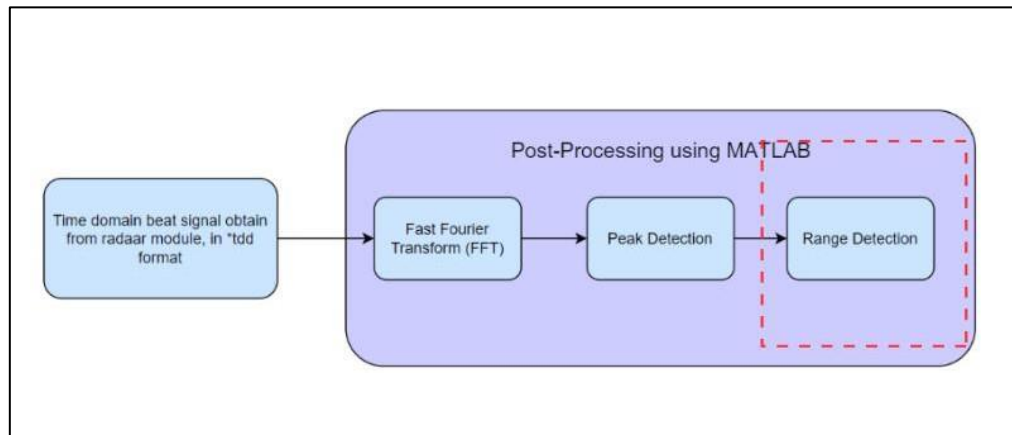 Post-Processing using MATLAB
Time domain beat signal obtain
from radaar module, in *tdd
format
Fast Fourier
Transform (FFT)
Peak Detection
Range Detection